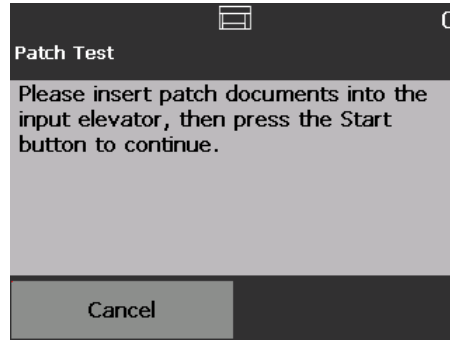 Patch Test
Please insert patch documents into the
input elevator, then press the Start
button to continue.
Cancel